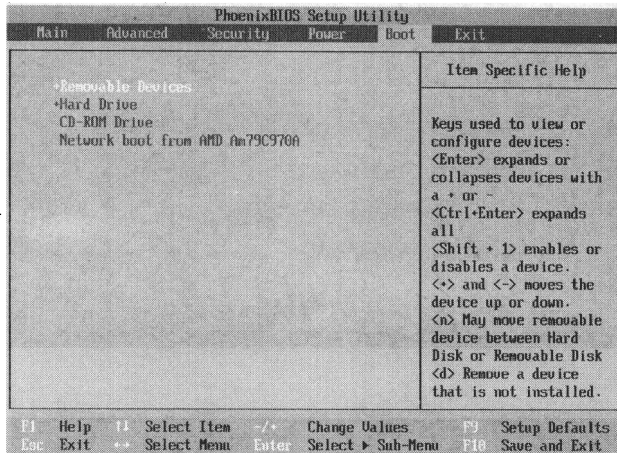 PhoenixBIOS Setup Utility
Main Advanced Security Power Boot Exit
+Removable Devices
+Hard Drive
CD-ROM Drive
Network boot from AMD Am79C970A
Item Specific Help
Keys used to view or
configure devices:
<Enter> expands or
collapses devices with
a + or -
<Ctrl+Enter> expands
all
<Shift + 1> enables or
disables a device.
<+> and <-> moves the
device up or down.
<n> May move removable
device between Hard
Disk or Removable Disk
<d> Remove a device
that is not installed.
F1 Help ↑↓ Select Item -/+ Change Values F9 Setup Defaults
Esc Exit ↔ Select Menu Enter Select ▶ Sub-Menu F10 Save and Exit